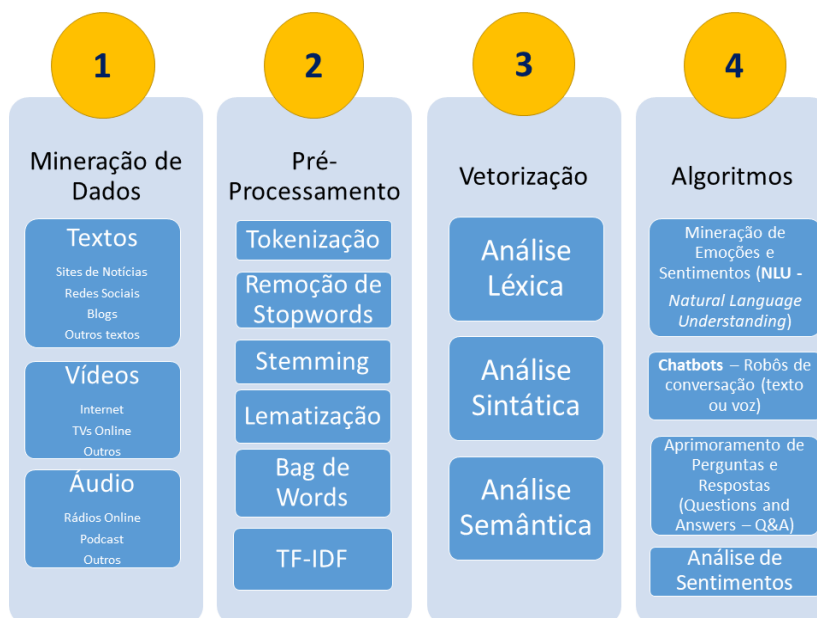 1
Mineração de
Dados
Textos
Sites de Notícias
Redes Sociais
Blogs
Outros textos
Vídeos
Internet
TVs Online
Outros
Áudio
Rádios Online
Podcast
Outros
2
Pré-
Processamento
Tokenização
Remoção de
Stopwords
Stemming
Lematização
Bag de
Words
TF-IDF
3
Vetorização
Análise
Léxica
Análise
Sintática
Análise
Semântica
4
Algoritmos
Mineração de
Emoções e
Sentimentos (NLU -
Natural Language
Understanding)
Chatbots – Robôs de
conversação (texto
ou voz)
Aprimoramento de
Perguntas e
Respostas
(Questions and
Answers – Q&A)
Análise de
Sentimentos